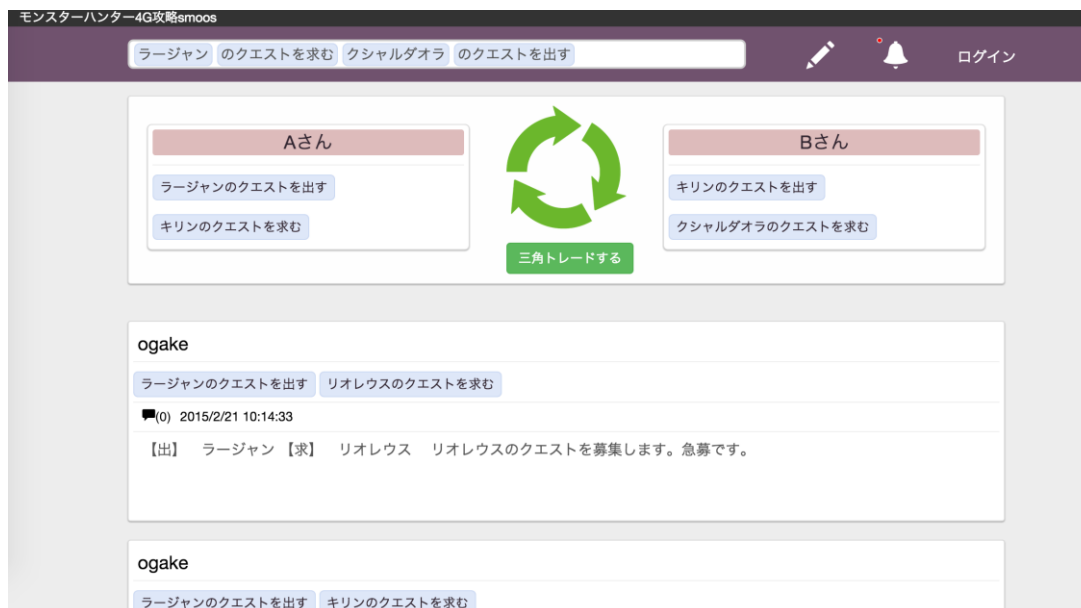 モンスターハンター4G攻略smoos
ラージャン のクエストを求む クシャルダオラ のクエストを出す
ログイン
Aさん
ラージャンのクエストを出す
キリンのクエストを求む
三角トレードする
Bさん
キリンのクエストを出す
クシャルダオラのクエストを求む
ogake
ラージャンのクエストを出す リオレウスのクエストを求む
(0) 2015/2/21 10:14:33
【出】 ラージャン 【求】 リオレウス リオレウスのクエストを募集します。急募です。
ogake
ラージャンのクエストを出す キリンのクエストを求む